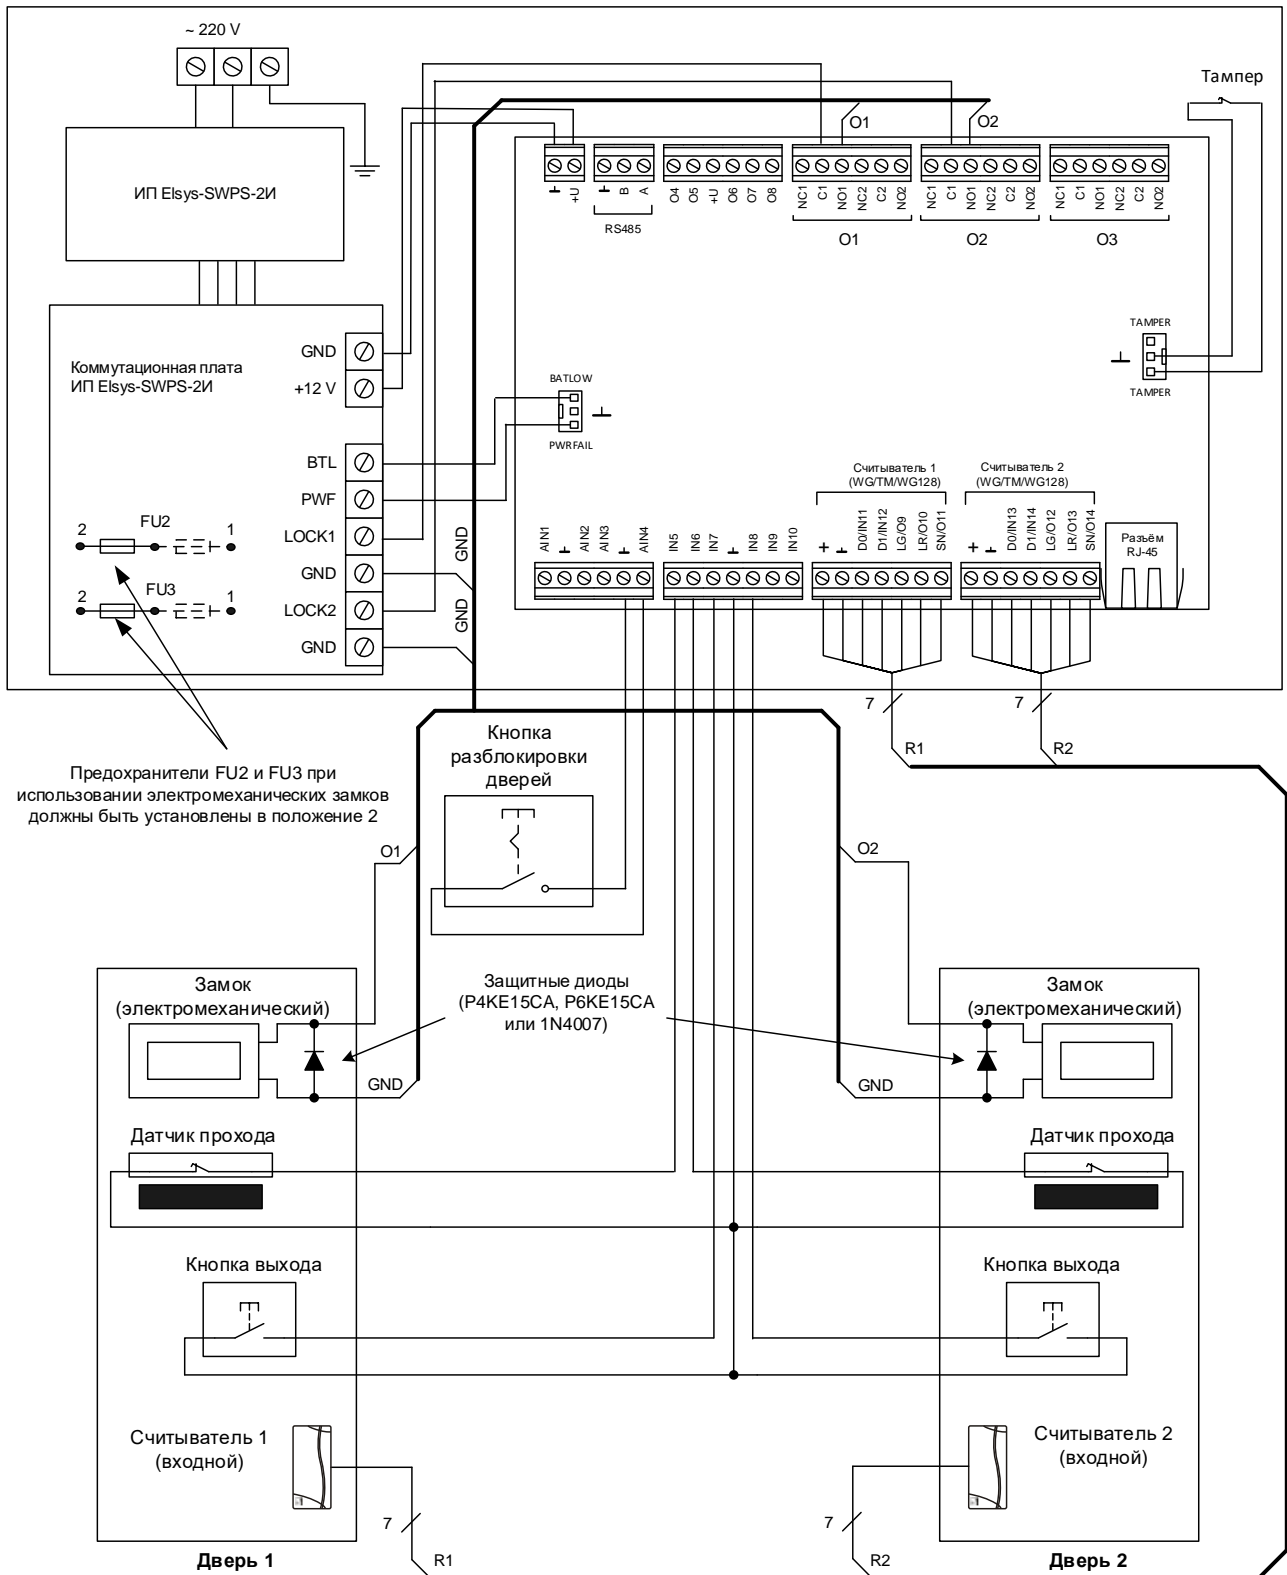 ~ 220 V
ИП Elsys-SWPS-2И
Коммутационная плата
ИП Elsys-SWPS-2И
GND
+12 V
BTL
PWF
LOCK1
GND
LOCK2
GND
2
FU2
1
2
FU3
1
Предохранители FU2 и FU3 при
использовании электромеханических замков
должны быть установлены в положение 2
GND
GND
O1
O2
Тампер
+U
B
A
RS485
O4
O5
+U
O6
O7
O8
NC1
C1
NO1
NC2
C2
NO2
O1
NC1
C1
NO1
NC2
C2
NO2
O2
NC1
C1
NO1
NC2
C2
NO2
O3
TAMPER
TAMPER
BATLOW
PWRFAIL
Считыватель 1
(WG/TM/WG128)
Считыватель 2
(WG/TM/WG128)
AIN1
AIN2
AIN3
AIN4
IN5
IN6
IN7
IN8
IN9
IN10
+
D0/IN11
D1/IN12
LG/O9
LR/O10
SN/O11
+
D0/IN13
D1/IN14
LG/O12
LR/O13
SN/O14
Разъём
RJ-45
7
R1
7
R2
Кнопка
разблокировки
дверей
O1
O2
Защитные диоды
(P4KE15CA, P6KE15CA
или 1N4007)
Замок
(электромеханический)
GND
Датчик прохода
Кнопка выхода
Считыватель 1
(входной)
7
R1
Дверь 1
Замок
(электромеханический)
GND
Датчик прохода
Кнопка выхода
Считыватель 2
(входной)
7
R2
Дверь 2